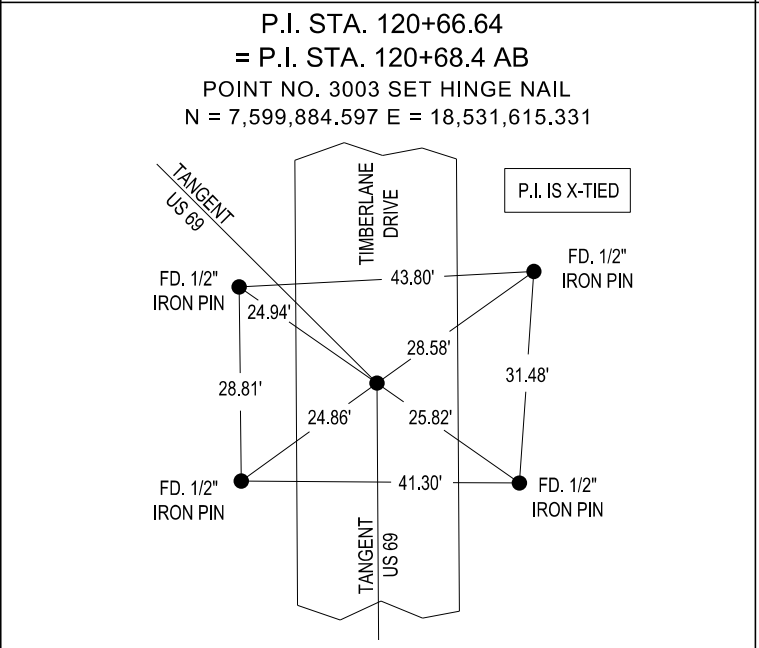 P.I. STA. 120+66.64
= P.I. STA. 120+68.4 AB
POINT NO. 3003 SET HINGE NAIL
N = 7,599,884.597 E = 18,531,615.331
TANGENT
US 69
TIMBERLANE
DRIVE
P.I. IS X-TIED
FD. 1/2"
IRON PIN
43.80'
FD. 1/2"
IRON PIN
24.94'
28.58'
28.81'
31.48'
24.86'
25.82'
FD. 1/2"
IRON PIN
41.30'
FD. 1/2"
IRON PIN
TANGENT
US 69